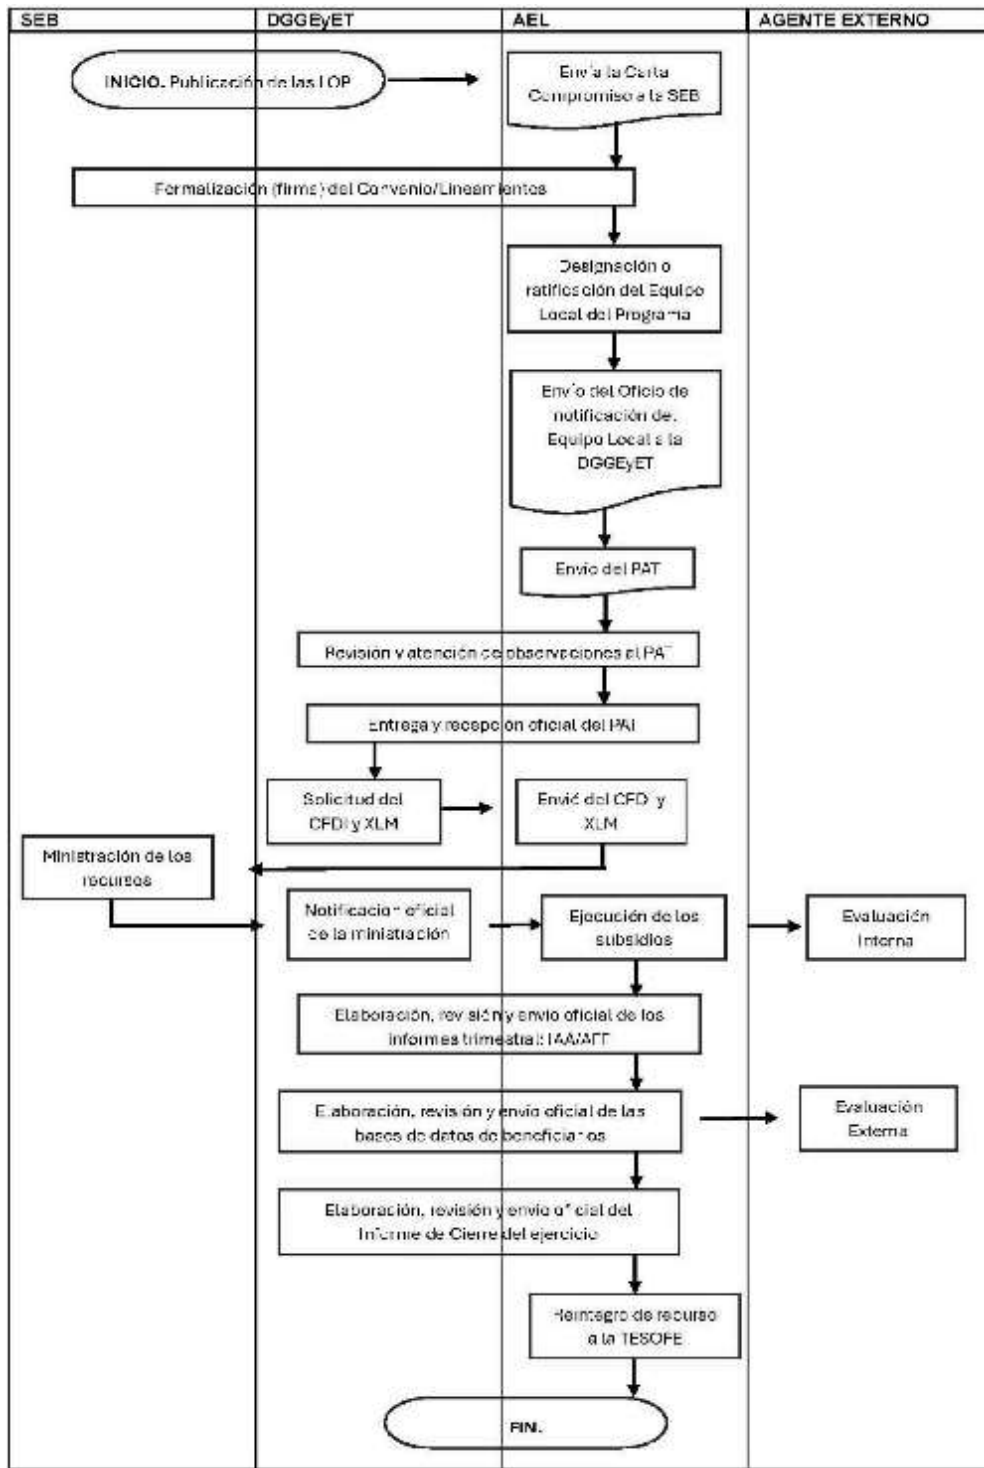 SEB
DGGEyET
AEL
AGENTE EXTERNO
INICIO. Publicación de las LOP
Envía la Carta
Compromiso a la SEB
Formalización (firma) del Convenio/Lineamientos
Designación o
ratificación del Equipo
Local del Programa
Envío del Oficio de
notificación del
Equipo Local a la
DGGEyET
Envío del PAT
Revisión y atención de observaciones al PAT
Entrega y recepción oficial del PAT
Solicitud del
CFDI y XLM
Envió del CFDI y
XLM
Ministración de los
recursos
Notificación oficial
de la ministración
Ejecución de los
subsidios
Evaluación
Interna
Elaboración, revisión y envío oficial de los
informes trimestral: IAA/AFF
Elaboración, revisión y envío oficial de las
bases de datos de beneficiarios
Evaluación
Externa
Elaboración, revisión y envío oficial del
Informe de Cierre del ejercicio
Reintegro de recurso
a la TESOFE
FIN.